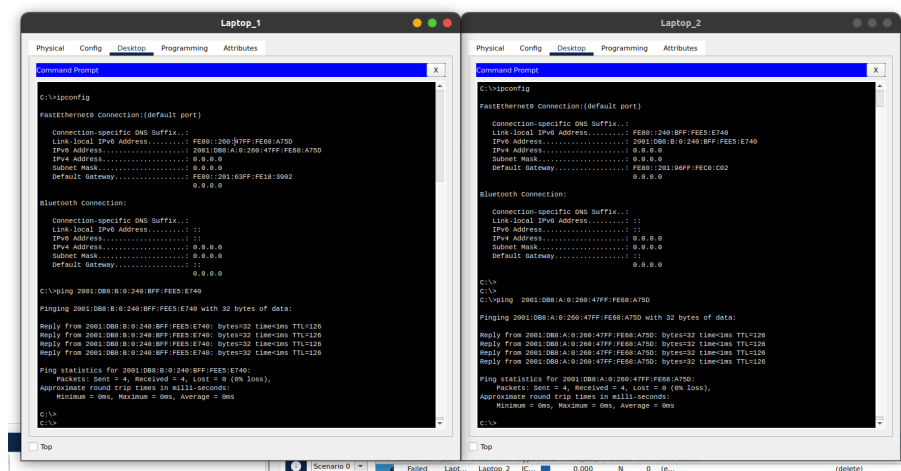 Laptop_1
Physical Config Desktop Programming Attributes
Command Prompt X
C:\>ipconfig
FastEthernet0 Connection:(default port)
Connection-specific DNS Suffix..:
Link-local IPv6 Address.........: FE80::260:47FF:FE68:A75D
IPv6 Address....................: 2001:DB8:A:0:260:47FF:FE68:A75D
IPv4 Address....................: 0.0.0.0
Subnet Mask.....................: 0.0.0.0
Default Gateway.................: FE80::201:63FF:FE18:3902
0.0.0.0
Bluetooth Connection:
Connection-specific DNS Suffix..:
Link-local IPv6 Address.........: ::
IPv6 Address....................: ::
IPv4 Address....................: 0.0.0.0
Subnet Mask.....................: 0.0.0.0
Default Gateway.................: ::
0.0.0.0
C:\>ping 2001:DB8:B:0:240:BFF:FEE5:E740
Pinging 2001:DB8:B:0:240:BFF:FEE5:E740 with 32 bytes of data:
Reply from 2001:DB8:B:0:240:BFF:FEE5:E740: bytes=32 time<1ms TTL=126
Reply from 2001:DB8:B:0:240:BFF:FEE5:E740: bytes=32 time<1ms TTL=126
Reply from 2001:DB8:B:0:240:BFF:FEE5:E740: bytes=32 time<1ms TTL=126
Reply from 2001:DB8:B:0:240:BFF:FEE5:E740: bytes=32 time<1ms TTL=126
Ping statistics for 2001:DB8:B:0:240:BFF:FEE5:E740:
Packets: Sent = 4, Received = 4, Lost = 0 (0% loss),
Approximate round trip times in milli-seconds:
Minimum = 0ms, Maximum = 0ms, Average = 0ms
C:\>
C:\>
Top
Laptop_2
Physical Config Desktop Programming Attributes
Command Prompt X
C:\>ipconfig
FastEthernet0 Connection:(default port)
Connection-specific DNS Suffix..:
Link-local IPv6 Address.........: FE80::240:BFF:FEE5:E740
IPv6 Address....................: 2001:DB8:B:0:240:BFF:FEE5:E740
IPv4 Address....................: 0.0.0.0
Subnet Mask.....................: 0.0.0.0
Default Gateway.................: FE80::201:96FF:FEC0:C02
0.0.0.0
Bluetooth Connection:
Connection-specific DNS Suffix..:
Link-local IPv6 Address.........: ::
IPv6 Address....................: ::
IPv4 Address....................: 0.0.0.0
Subnet Mask.....................: 0.0.0.0
Default Gateway.................: ::
0.0.0.0
C:\>
C:\>
C:\>ping 2001:DB8:A:0:260:47FF:FE68:A75D
Pinging 2001:DB8:A:0:260:47FF:FE68:A75D with 32 bytes of data:
Reply from 2001:DB8:A:0:260:47FF:FE68:A75D: bytes=32 time<1ms TTL=126
Reply from 2001:DB8:A:0:260:47FF:FE68:A75D: bytes=32 time<1ms TTL=126
Reply from 2001:DB8:A:0:260:47FF:FE68:A75D: bytes=32 time<1ms TTL=126
Reply from 2001:DB8:A:0:260:47FF:FE68:A75D: bytes=32 time<1ms TTL=126
Ping statistics for 2001:DB8:A:0:260:47FF:FE68:A75D:
Packets: Sent = 4, Received = 4, Lost = 0 (0% loss),
Approximate round trip times in milli-seconds:
Minimum = 0ms, Maximum = 0ms, Average = 0ms
C:\>
Top
Scenario 0 Failed Lapt... Laptop_2 IC... 0.000 N 0 (e... (delete)